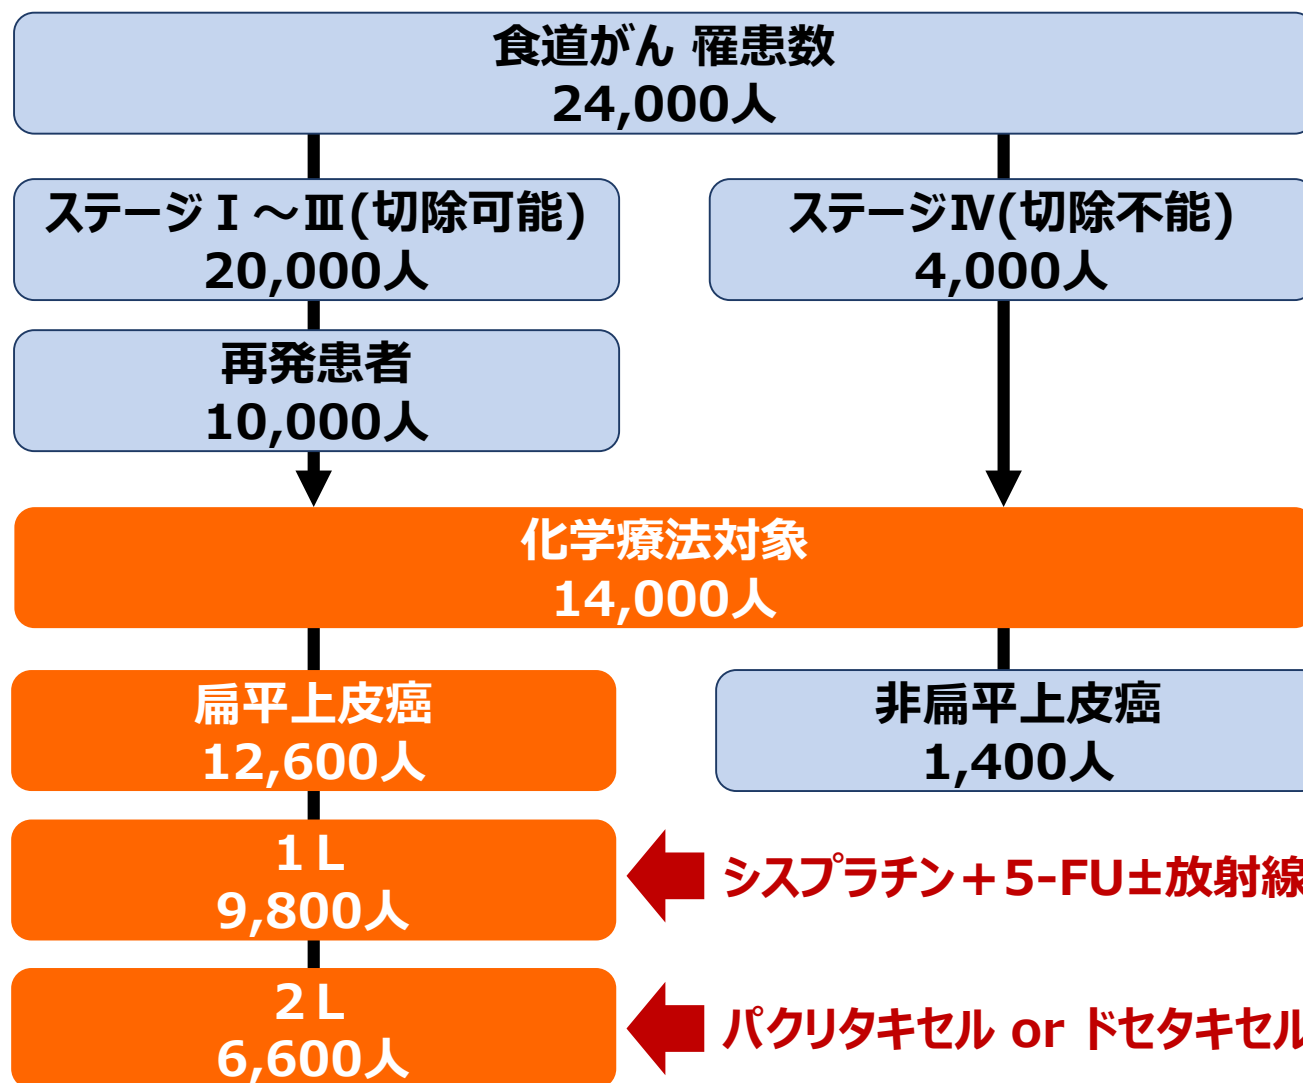 食道がん 罹患数
24,000人
ステージⅠ～Ⅲ(切除可能)
20,000人
ステージⅣ(切除不能)
4,000人
再発患者
10,000人
化学療法対象
14,000人
扁平上皮癌
12,600人
非扁平上皮癌
1,400人
１L
9,800人
シスプラチン＋5-FU±放射線
２L
6,600人
パクリタキセル or ドセタキセル